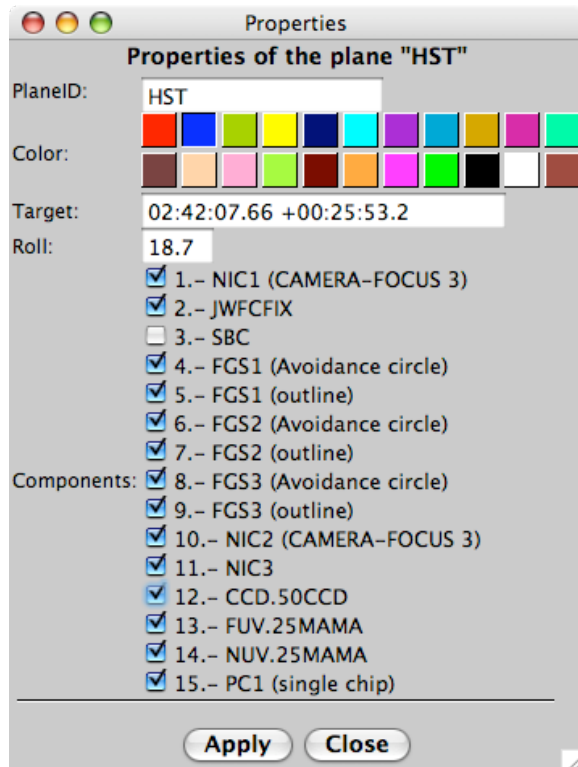 Properties
Properties of the plane "HST"
PlaneID: HST
Color:
Target: 02:42:07.66 +00:25:53.2
Roll: 18.7
1.- NIC1 (CAMERA-FOCUS 3)
2.- JWFCFIX
3.- SBC
4.- FGS1 (Avoidance circle)
5.- FGS1 (outline)
6.- FGS2 (Avoidance circle)
7.- FGS2 (outline)
Components: 8.- FGS3 (Avoidance circle)
9.- FGS3 (outline)
10.- NIC2 (CAMERA-FOCUS 3)
11.- NIC3
12.- CCD.50CCD
13.- FUV.25MAMA
14.- NUV.25MAMA
15.- PC1 (single chip)
Apply Close